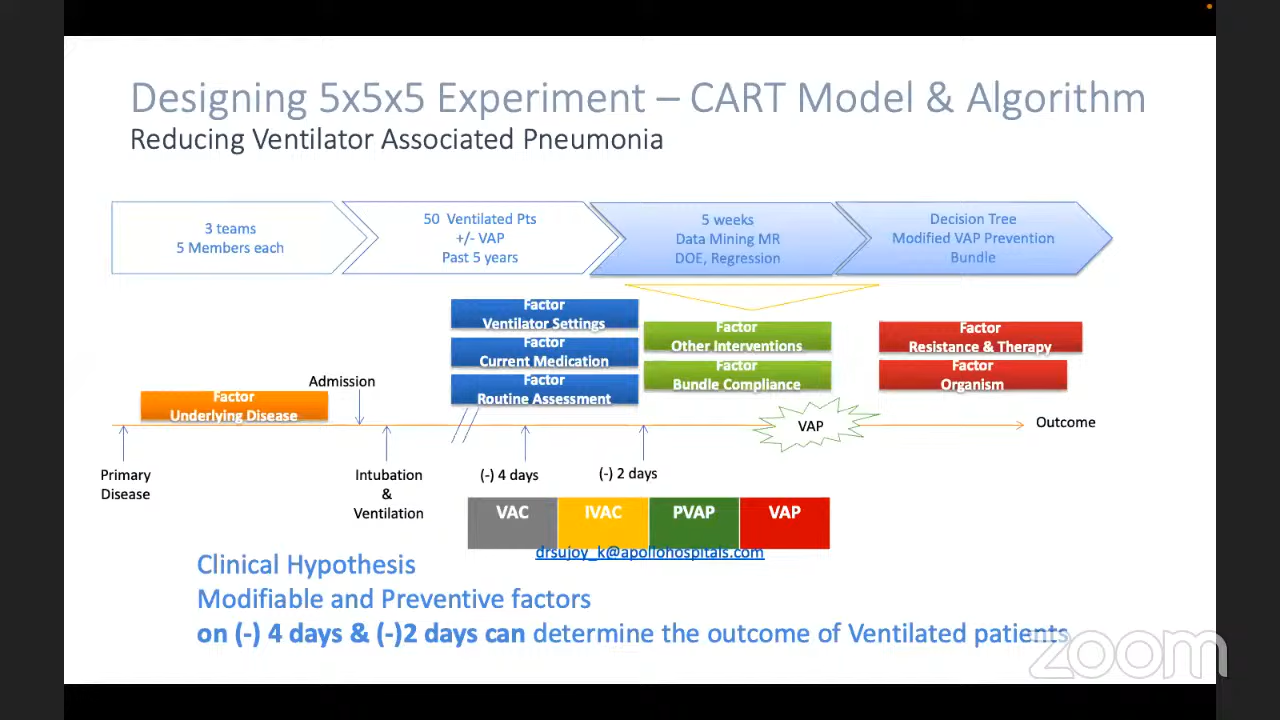 Designing 5x5x5 Experiment – CART Model & Algorithm
Reducing Ventilator Associated Pneumonia
3 teams
5 Members each
50 Ventilated Pts
+/- VAP
Past 5 years
5 weeks
Data Mining MR
DOE, Regression
Decision Tree
Modified VAP Prevention
Bundle
Factor
Ventilator Settings
Factor
Current Medication
Factor
Routine Assessment
Factor
Other Interventions
Factor
Bundle Compliance
Factor
Resistance & Therapy
Factor
Organism
Admission
Factor
Underlying Disease
VAP
Outcome
Primary
Disease
Intubation
&
Ventilation
(-) 4 days
(-) 2 days
VAC
IVAC
PVAP
VAP
drsujoy_k@apollohospitals.com
Clinical Hypothesis
Modifiable and Preventive factors
on (-) 4 days & (-)2 days can determine the outcome of Ventilated patients
zoom